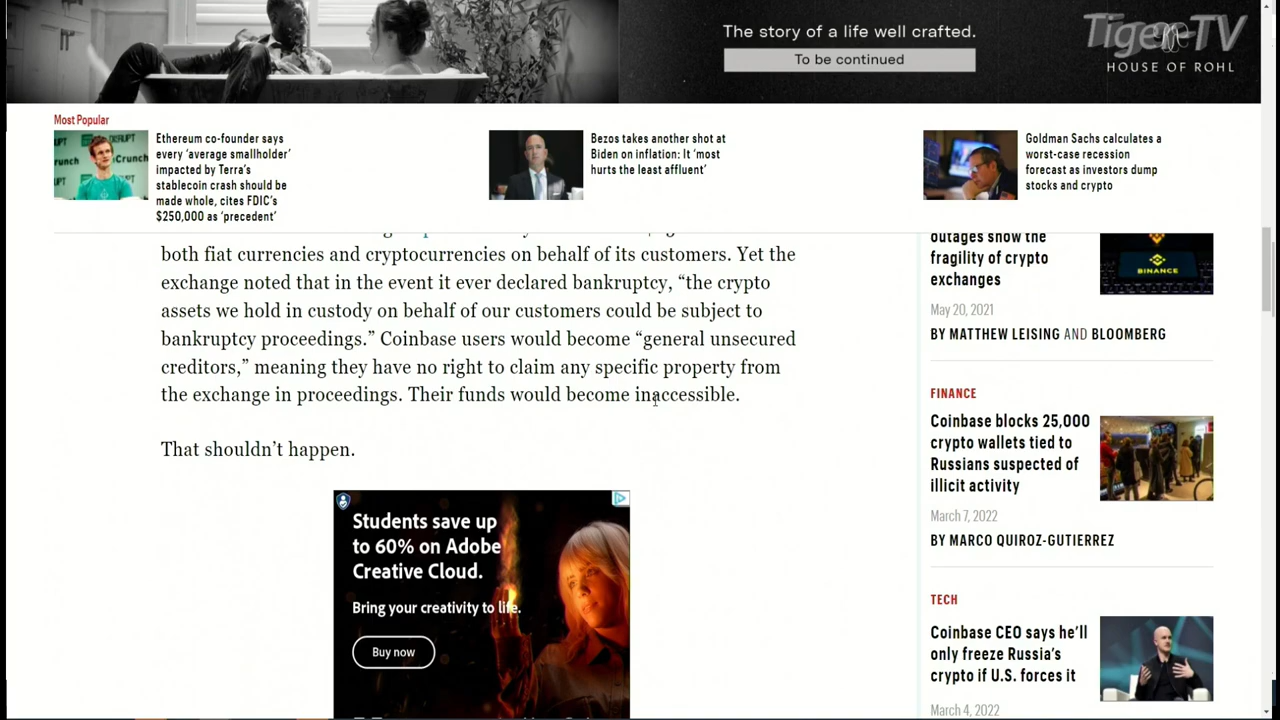 The story of a life well crafted.
To be continued
TigerTV
HOUSE OF ROHL
Most Popular
Ethereum co-founder says
every ‘average smallholder’
impacted by Terra’s
stablecoin crash should be
made whole, cites FDIC’s
$250,000 as ‘precedent’
Bezos takes another shot at
Biden on inflation: It ‘most
hurts the least affluent’
Goldman Sachs calculates a
worst-case recession
forecast as investors dump
stocks and crypto
both fiat currencies and cryptocurrencies on behalf of its customers. Yet the
exchange noted that in the event it ever declared bankruptcy, “the crypto
assets we hold in custody on behalf of our customers could be subject to
bankruptcy proceedings.” Coinbase users would become “general unsecured
creditors,” meaning they have no right to claim any specific property from
the exchange in proceedings. Their funds would become inaccessible.
That shouldn’t happen.
Students save up
to 60% on Adobe
Creative Cloud.
Bring your creativity to life.
Buy now
outages show the
fragility of crypto
exchanges
BINANCE
May 20, 2021
BY MATTHEW LEISING AND BLOOMBERG
FINANCE
Coinbase blocks 25,000
crypto wallets tied to
Russians suspected of
illicit activity
March 7, 2022
BY MARCO QUIROZ-GUTIERREZ
TECH
Coinbase CEO says he’ll
only freeze Russia’s
crypto if U.S. forces it
March 4, 2022